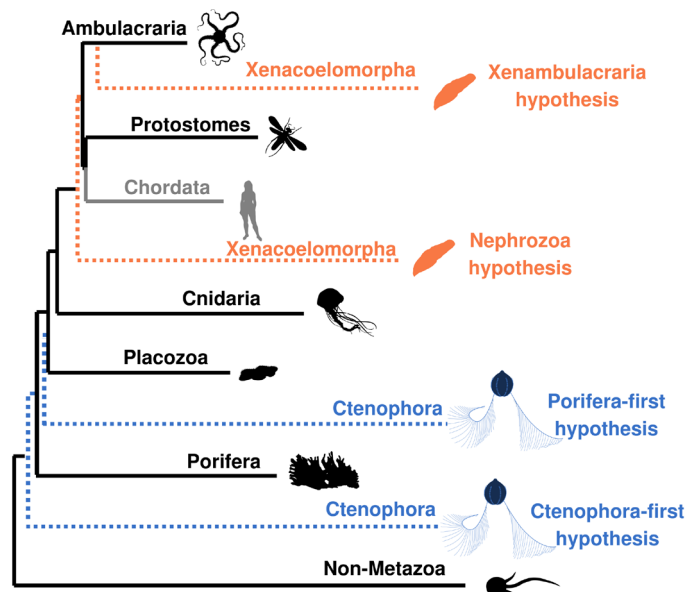 Ambulacraria
Xenacoelomorpha
Xenambulacraria
hypothesis
Protostomes
Chordata
Xenacoelomorpha
Nephrozoa
hypothesis
Cnidaria
Placozoa
Ctenophora
Porifera-first
hypothesis
Porifera
Ctenophora
Ctenophora-first
hypothesis
Non-Metazoa